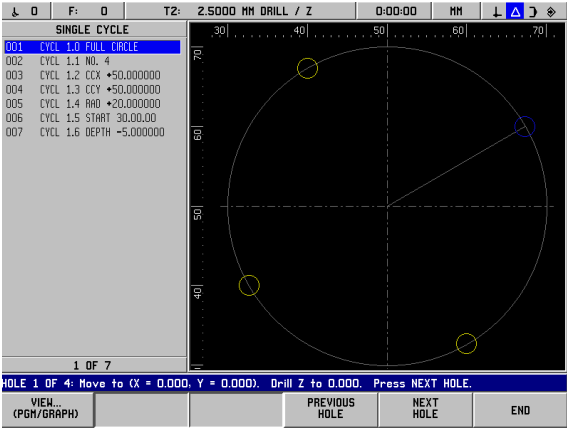 0 F: 0 T2: 2.5000 MM DRILL / Z 0:00:00 MM
SINGLE CYCLE
001 CYCL 1.0 FULL CIRCLE
002 CYCL 1.1 NO. 4
003 CYCL 1.2 CCX +50.000000
004 CYCL 1.3 CCY +50.000000
005 CYCL 1.4 RAD +20.000000
006 CYCL 1.5 START 30.00.00
007 CYCL 1.6 DEPTH -5.000000
1 OF 7
30 40 50 60 70
70
60
50
40
HOLE 1 OF 4: Move to (X = 0.000, Y = 0.000). Drill Z to 0.000. Press NEXT HOLE.
VIEW...
(PGM/GRAPH)
PREVIOUS
HOLE
NEXT
HOLE
END